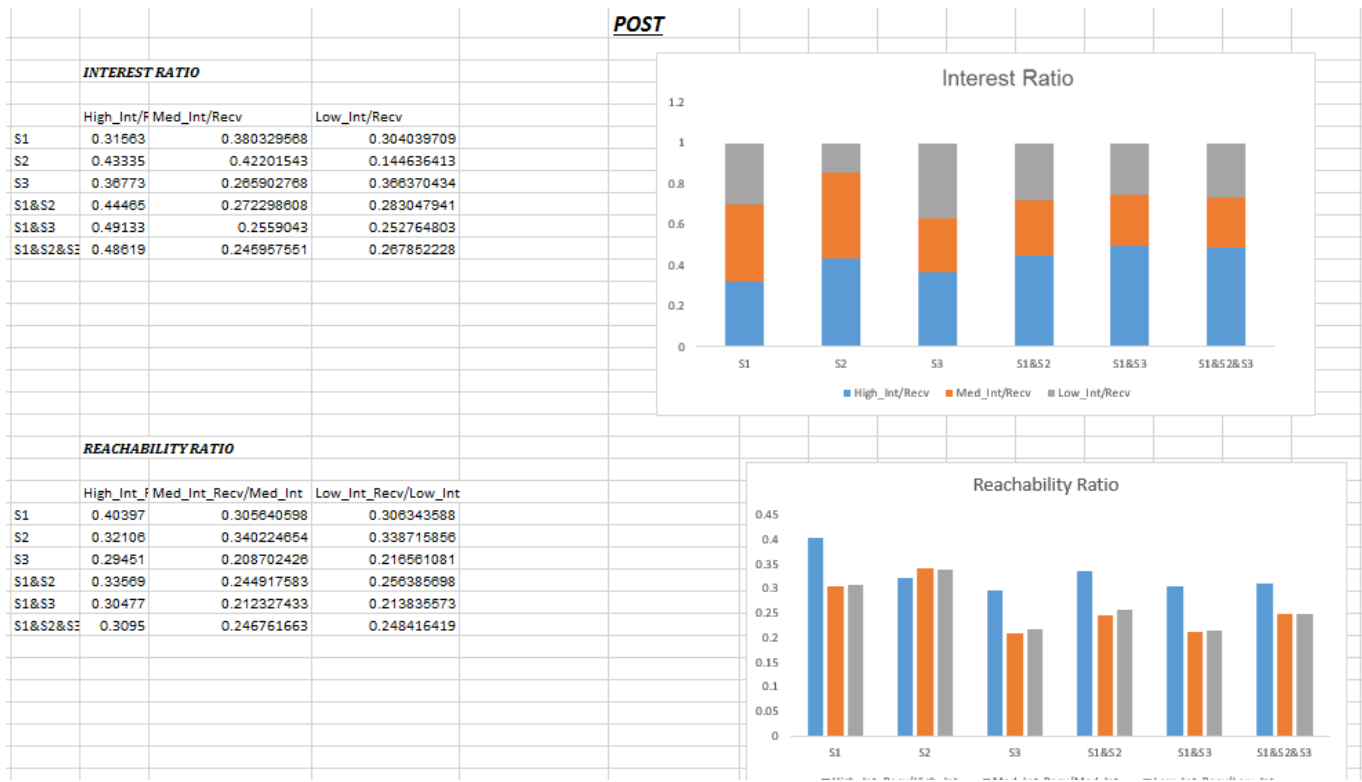 POST
INTEREST RATIO
High_Int/F Med_Int/Recv Low_Int/Recv
S1 0.31563 0.380329568 0.304039709
S2 0.43335 0.42201543 0.144636413
S3 0.36773 0.265902768 0.366370434
S1&S2 0.44465 0.272298608 0.283047941
S1&S3 0.49133 0.2559043 0.252764803
S1&S2&S3 0.48619 0.245957551 0.267852228
Interest Ratio
1.2
1
0.8
0.6
0.4
0.2
0
S1 S2 S3 S1&S2 S1&S3 S1&S2&S3
High_Int/Recv Med_Int/Recv Low_Int/Recv
REACHABILITY RATIO
High_Int_F Med_Int_Recv/Med_Int Low_Int_Recv/Low_Int
S1 0.40397 0.305640598 0.306343588
S2 0.32106 0.340224654 0.338715856
S3 0.29451 0.208702426 0.216561081
S1&S2 0.33569 0.244917583 0.256385698
S1&S3 0.30477 0.212327433 0.213835573
S1&S2&S3 0.3095 0.246761663 0.248416419
Reachability Ratio
0.45
0.4
0.35
0.3
0.25
0.2
0.15
0.1
0.05
0
S1 S2 S3 S1&S2 S1&S3 S1&S2&S3